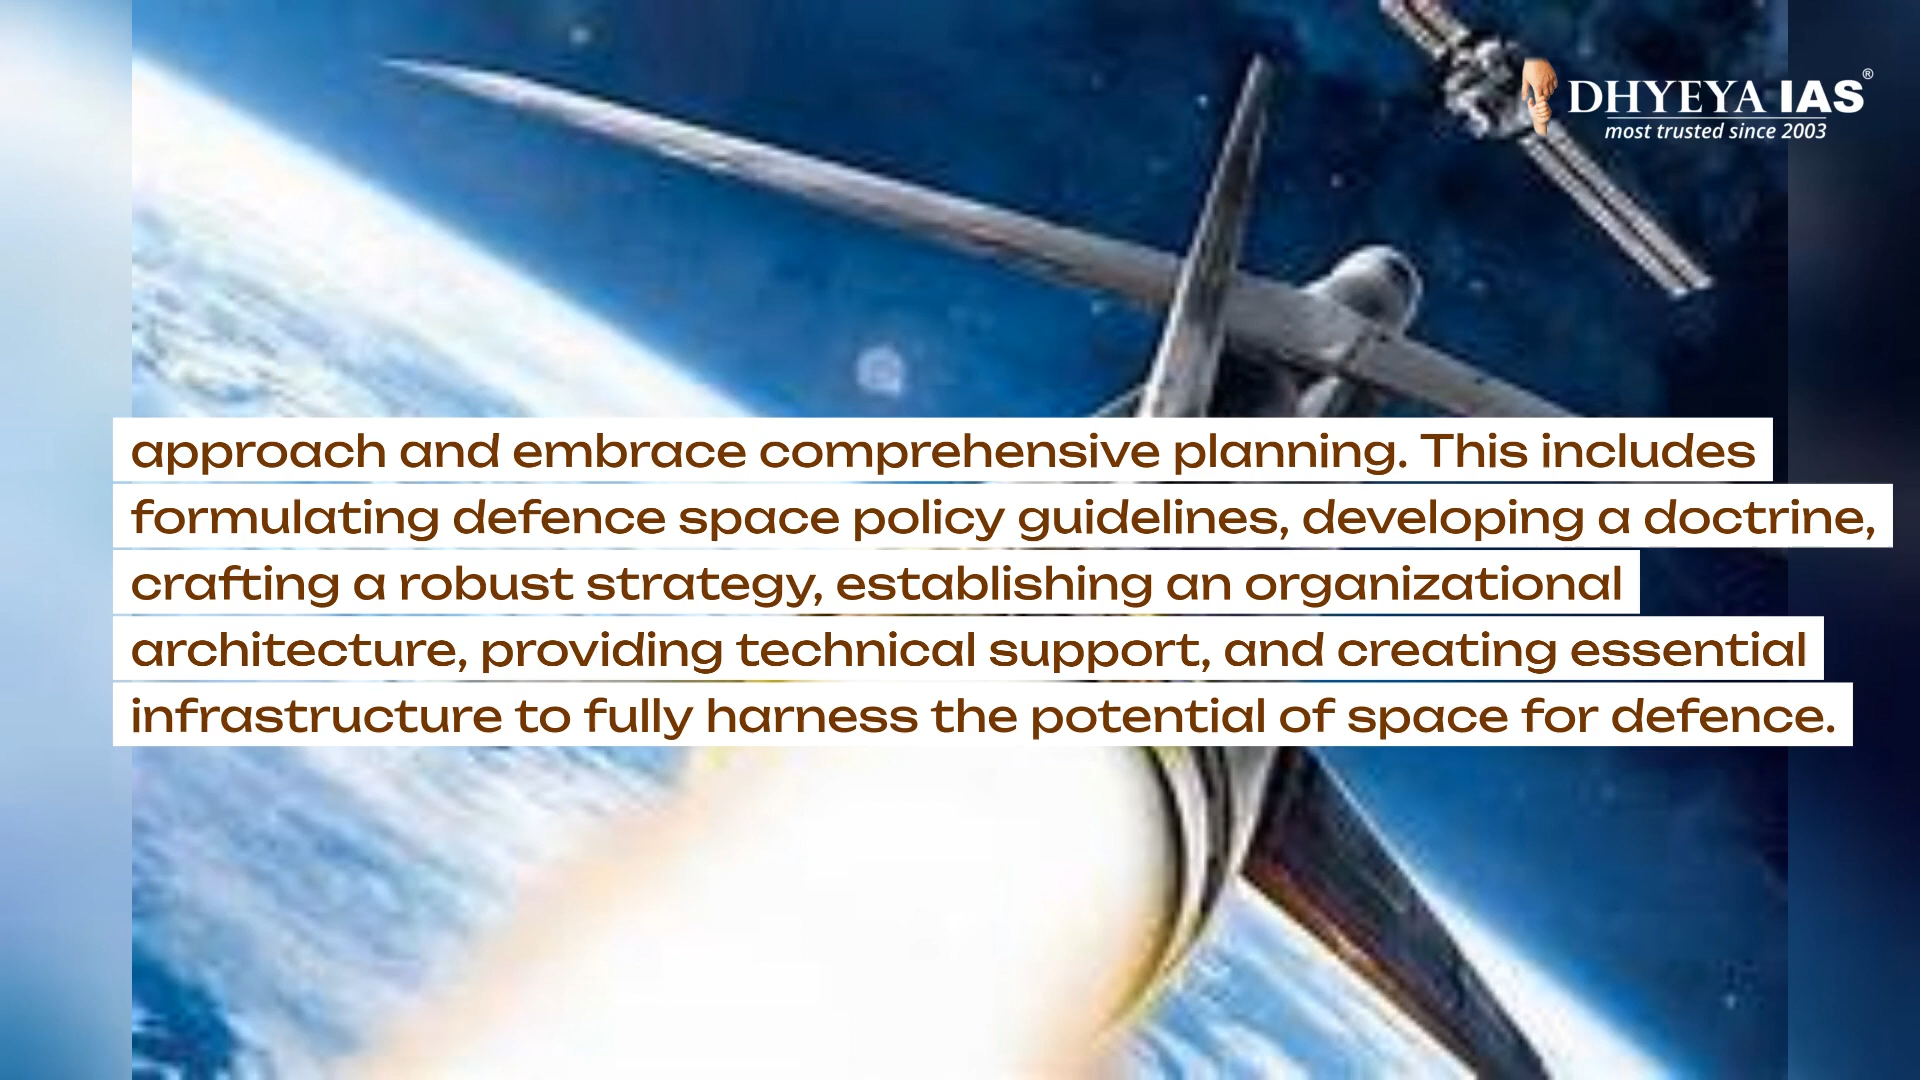 DHYEYA IAS®
most trusted since 2003
approach and embrace comprehensive planning. This includes
formulating defence space policy guidelines, developing a doctrine,
crafting a robust strategy, establishing an organizational
architecture, providing technical support, and creating essential
infrastructure to fully harness the potential of space for defence.